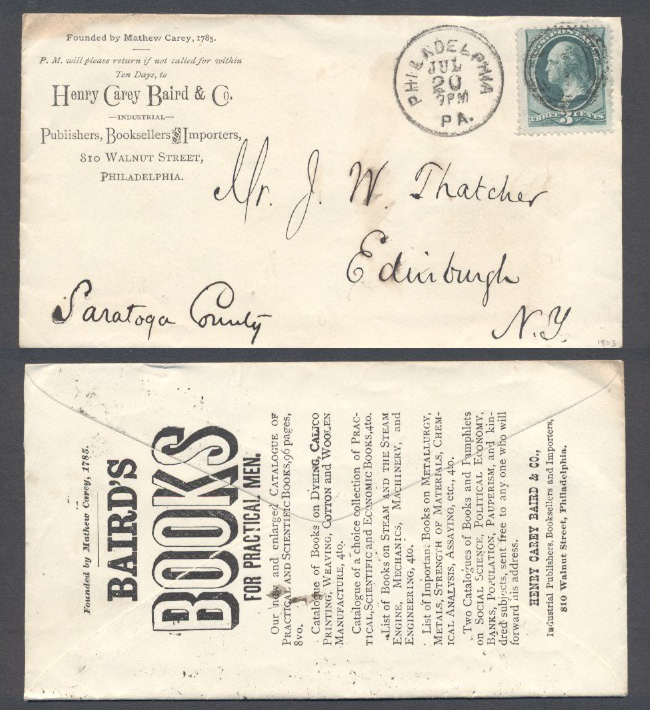 Founded by Mathew Carey, 1785.
P. M. will please return if not called for within
Ten Days, to
Henry Carey Baird & Co.
—INDUSTRIAL—
Publishers, Booksellers and Importers,
810 WALNUT STREET,
PHILADELPHIA.
PHILADELPHIA
JUL
20
7PM
PA.
THREE 3 CENTS
Mr. J. W. Thatcher
Edinburgh
Saratoga County
N.Y.
1803
Founded by Mathew Carey, 1785.
BAIRD'S
BOOKS
FOR PRACTICAL MEN.
Our new and enlarged CATALOGUE OF
PRACTICAL AND SCIENTIFIC BOOKS, 96 pages,
8vo.
Catalogue of Books on DYEING, CALICO
PRINTING, WEAVING, COTTON and WOOLEN
MANUFACTURE, 4to.
Catalogue of a choice collection of PRAC-
TICAL, SCIENTIFIC and ECONOMIC BOOKS, 4to.
List of Books on STEAM AND THE STEAM
ENGINE, MECHANICS, MACHINERY, and
ENGINEERING, 4to.
List of Important Books on METALLURGY,
METALS, STRENGTH OF MATERIALS, CHEM-
ICAL ANALYSIS, ASSAYING, etc., 4to.
Two Catalogues of Books and Pamphlets
on SOCIAL SCIENCE, POLITICAL ECONOMY,
BANKS, POPULATION, PAUPERISM, and kin-
dred subjects, sent free to any one who will
forward his address.
HENRY CAREY BAIRD & CO.,
Industrial Publishers, Booksellers and Importers,
810 Walnut Street, Philadelphia.